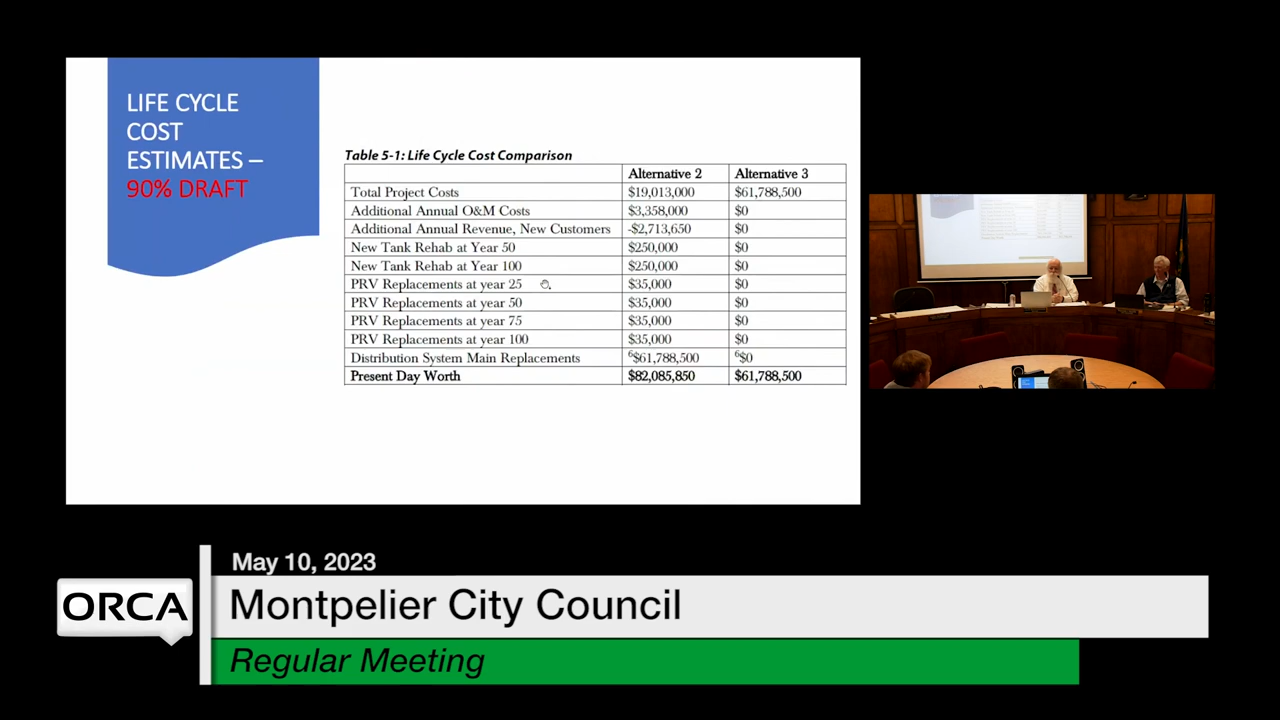 LIFE CYCLE
COST
ESTIMATES –
90% DRAFT
Table 5-1: Life Cycle Cost Comparison
Alternative 2 Alternative 3
Total Project Costs $19,013,000 $61,788,500
Additional Annual O&M Costs $3,358,000 $0
Additional Annual Revenue, New Customers -$2,713,650 $0
New Tank Rehab at Year 50 $250,000 $0
New Tank Rehab at Year 100 $250,000 $0
PRV Replacements at year 25 $35,000 $0
PRV Replacements at year 50 $35,000 $0
PRV Replacements at year 75 $35,000 $0
PRV Replacements at year 100 $35,000 $0
Distribution System Main Replacements ⁶$61,788,500 ⁶$0
Present Day Worth $82,085,850 $61,788,500
May 10, 2023
ORCA Montpelier City Council
Regular Meeting